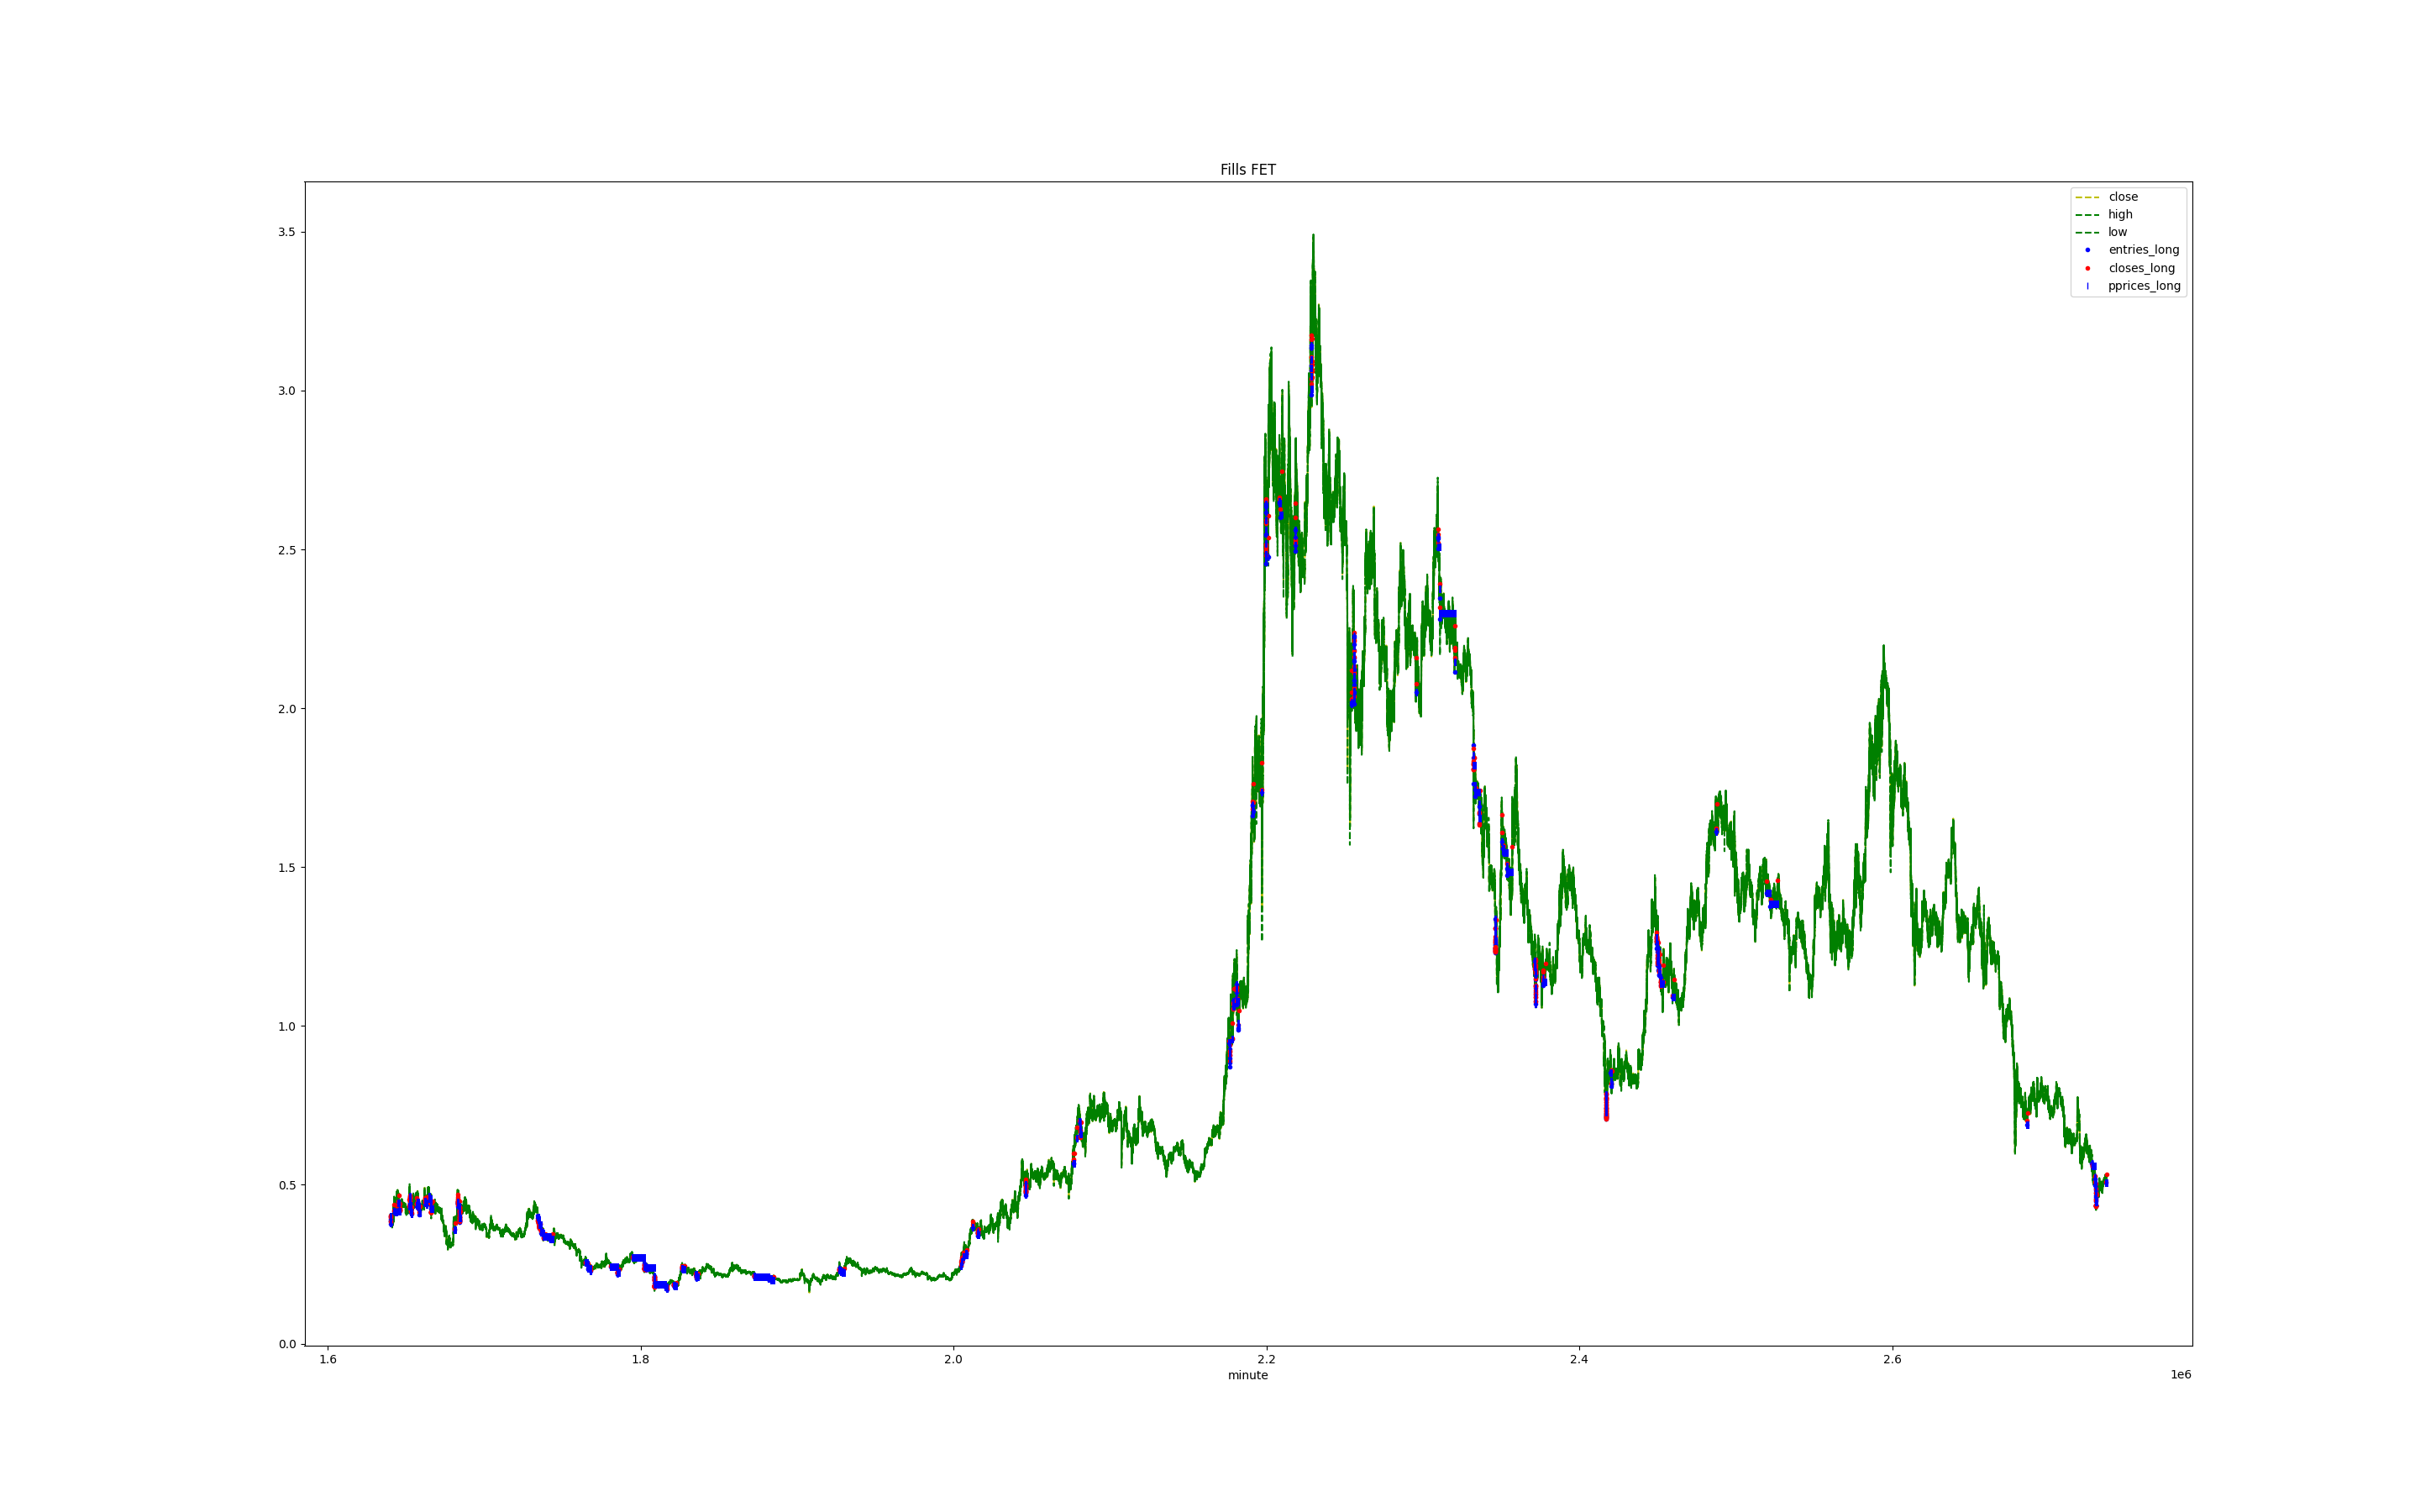 Fills FET
close
high
low
entries_long
closes_long
pprices_long
3.5
3.0
2.5
2.0
1.5
1.0
0.5
0.0
1.6 1.8 2.0 2.2 2.4 2.6
minute
1e6